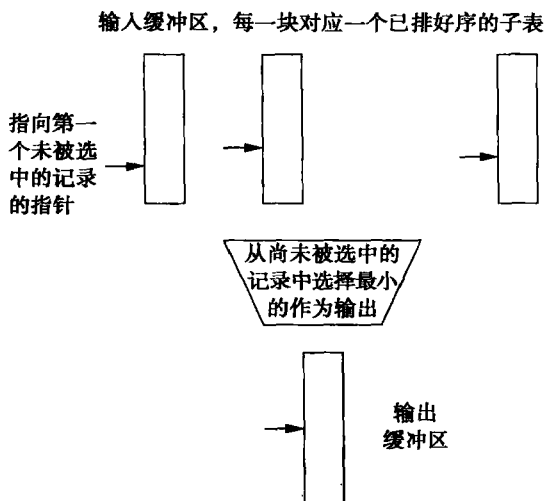 输入缓冲区，每一块对应一个已排好序的子表
指向第一
个未被选
中的记录
的指针
从尚未被选中的
记录中选择最小
的作为输出
输出
缓冲区